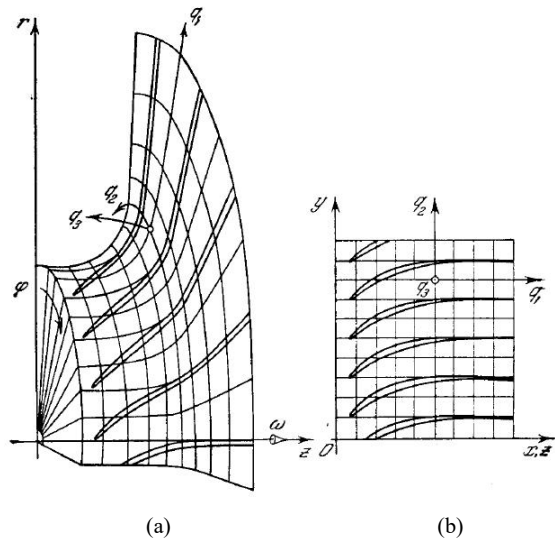 r
q₁
q₂
q₃
φ
ω
z
y
q₂
q₃
q₁
O
x,z
(a)
(b)